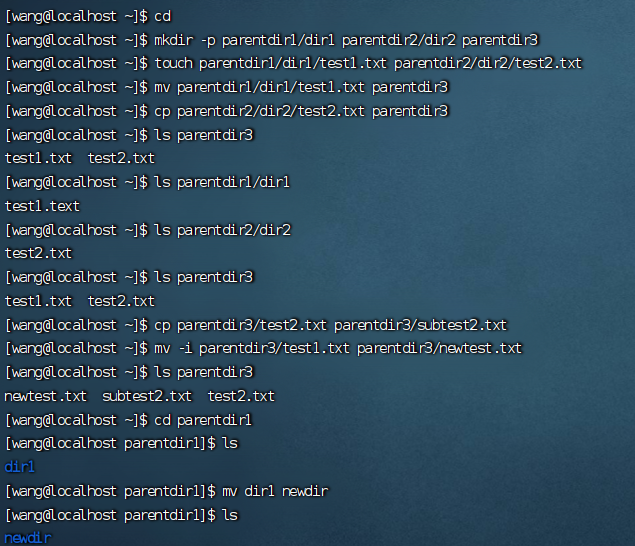 [wang@localhost ~]$ cd
[wang@localhost ~]$ mkdir -p parentdir1/dir1 parentdir2/dir2 parentdir3
[wang@localhost ~]$ touch parentdir1/dir1/test1.txt parentdir2/dir2/test2.txt
[wang@localhost ~]$ mv parentdir1/dir1/test1.txt parentdir3
[wang@localhost ~]$ cp parentdir2/dir2/test2.txt parentdir3
[wang@localhost ~]$ ls parentdir3
test1.txt  test2.txt
[wang@localhost ~]$ ls parentdir1/dir1
test1.text
[wang@localhost ~]$ ls parentdir2/dir2
test2.txt
[wang@localhost ~]$ ls parentdir3
test1.txt  test2.txt
[wang@localhost ~]$ cp parentdir3/test2.txt parentdir3/subtest2.txt
[wang@localhost ~]$ mv -i parentdir3/test1.txt parentdir3/newtest.txt
[wang@localhost ~]$ ls parentdir3
newtest.txt  subtest2.txt  test2.txt
[wang@localhost ~]$ cd parentdir1
[wang@localhost parentdir1]$ ls
dir1
[wang@localhost parentdir1]$ mv dir1 newdir
[wang@localhost parentdir1]$ ls
newdir